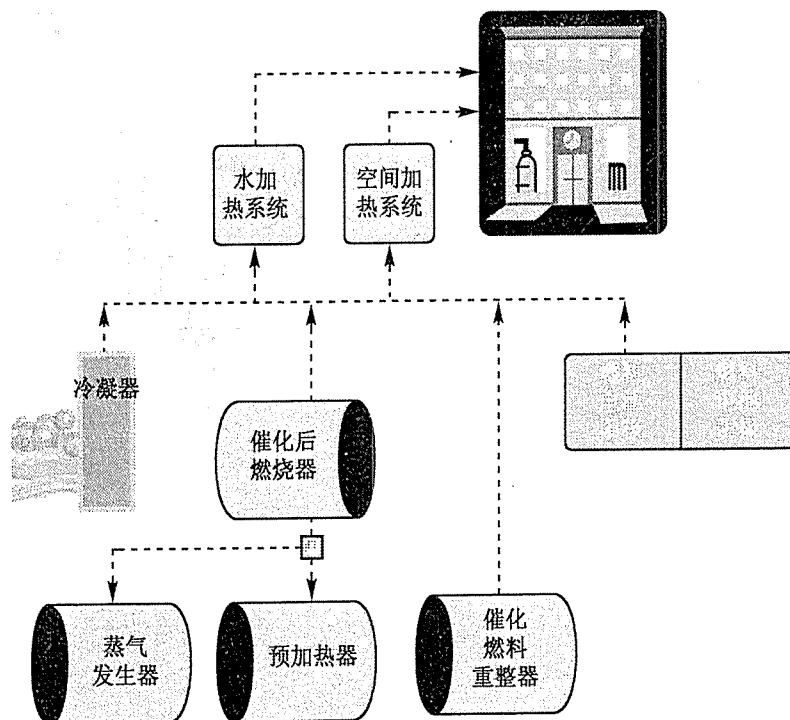 水加
热系统
空间加
热系统
冷凝器
催化后
燃烧器
蒸气
发生器
预加热器
催化
燃料
重整器